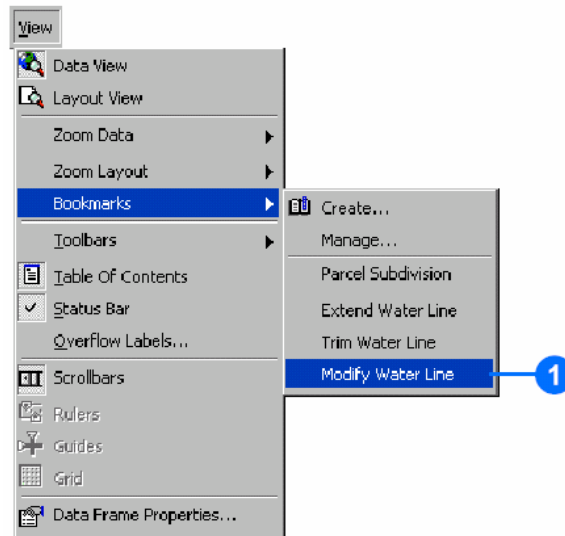 View
Data View
Layout View
Zoom Data
Zoom Layout
Bookmarks
Create...
Manage...
Toolbars
Parcel Subdivision
Table Of Contents
Extend Water Line
Status Bar
Trim Water Line
Overflow Labels...
Modify Water Line
1
Scrollbars
Rulers
Guides
Grid
Data Frame Properties...